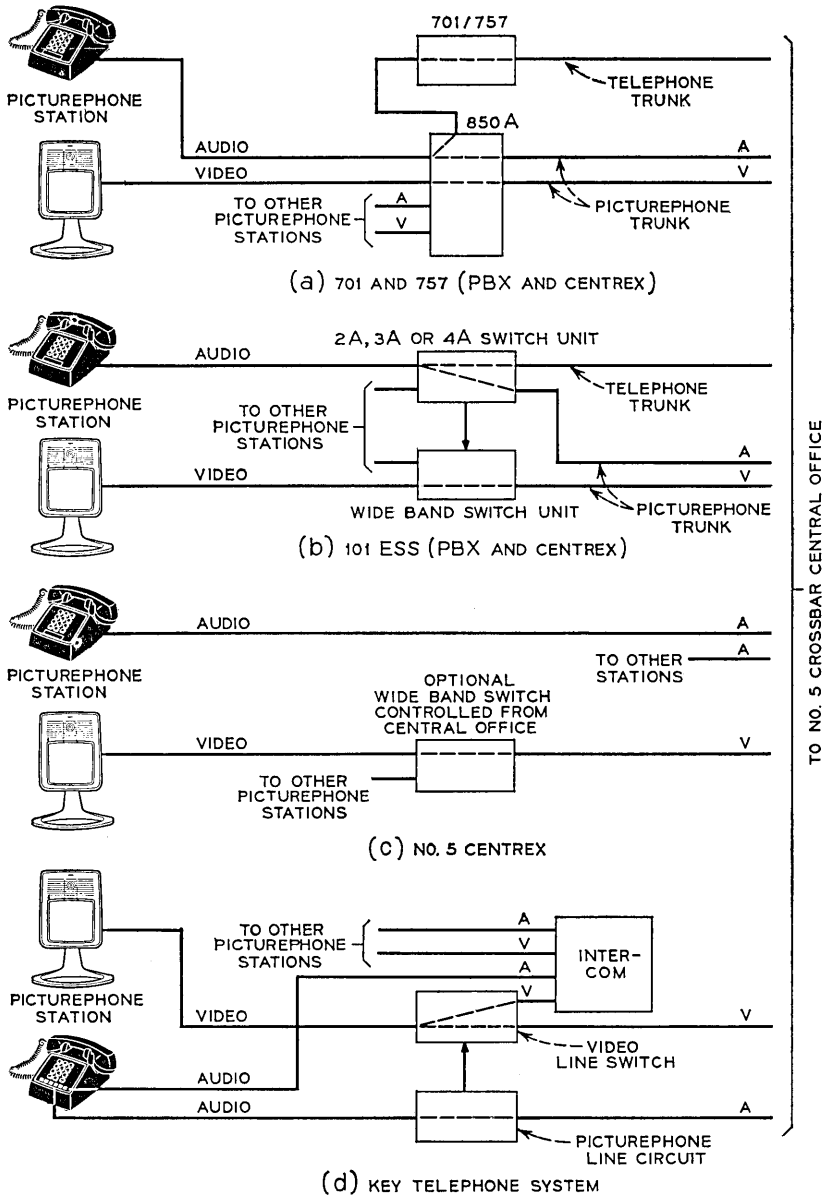 701/757
TELEPHONE
TRUNK
PICTUREPHONE
STATION
850A
AUDIO
A
VIDEO
V
TO OTHER
PICTUREPHONE
STATIONS
A
V
PICTUREPHONE
TRUNK
(a) 701 AND 757 (PBX AND CENTREX)
2A, 3A OR 4A SWITCH UNIT
AUDIO
TELEPHONE
TRUNK
PICTUREPHONE
STATION
TO OTHER
PICTUREPHONE
STATIONS
A
VIDEO
V
WIDE BAND SWITCH UNIT
PICTUREPHONE
TRUNK
(b) 101 ESS (PBX AND CENTREX)
AUDIO
A
A
TO OTHER
STATIONS
PICTUREPHONE
STATION
OPTIONAL
WIDE BAND SWITCH
CONTROLLED FROM
CENTRAL OFFICE
VIDEO
V
TO OTHER
PICTUREPHONE
STATIONS
(c) NO. 5 CENTREX
TO OTHER
PICTUREPHONE
STATIONS
A
V
A
V
INTER-
COM
PICTUREPHONE
STATION
VIDEO
V
VIDEO
LINE SWITCH
AUDIO
AUDIO
A
PICTUREPHONE
LINE CIRCUIT
(d) KEY TELEPHONE SYSTEM
TO NO. 5 CROSSBAR CENTRAL OFFICE